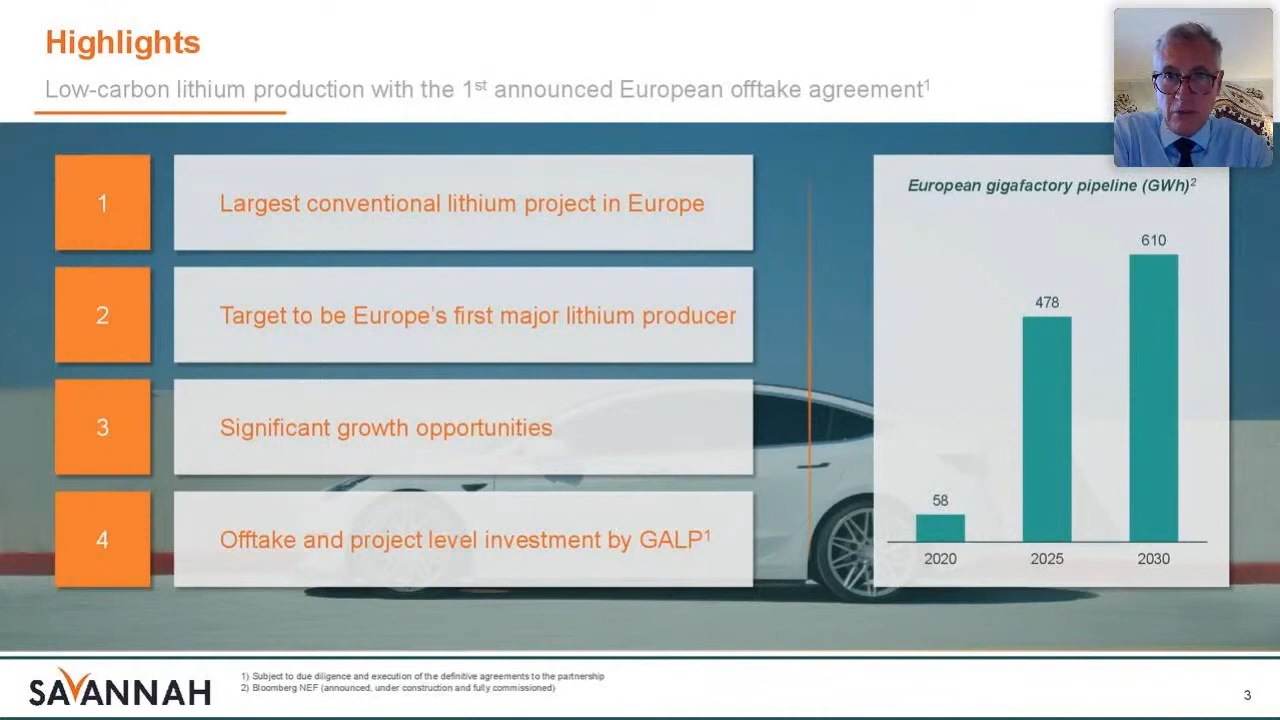 Highlights
Low-carbon lithium production with the 1st announced European offtake agreement1
1
Largest conventional lithium project in Europe
2
Target to be Europe's first major lithium producer
3
Significant growth opportunities
4
Offtake and project level investment by GALP1
European gigafactory pipeline (GWh)2
610
478
58
2020 2025 2030
SAVANNAH
1) Subject to due diligence and execution of the definitive agreements to the partnership
2) Bloomberg NEF (announced, under construction and fully commissioned)
3